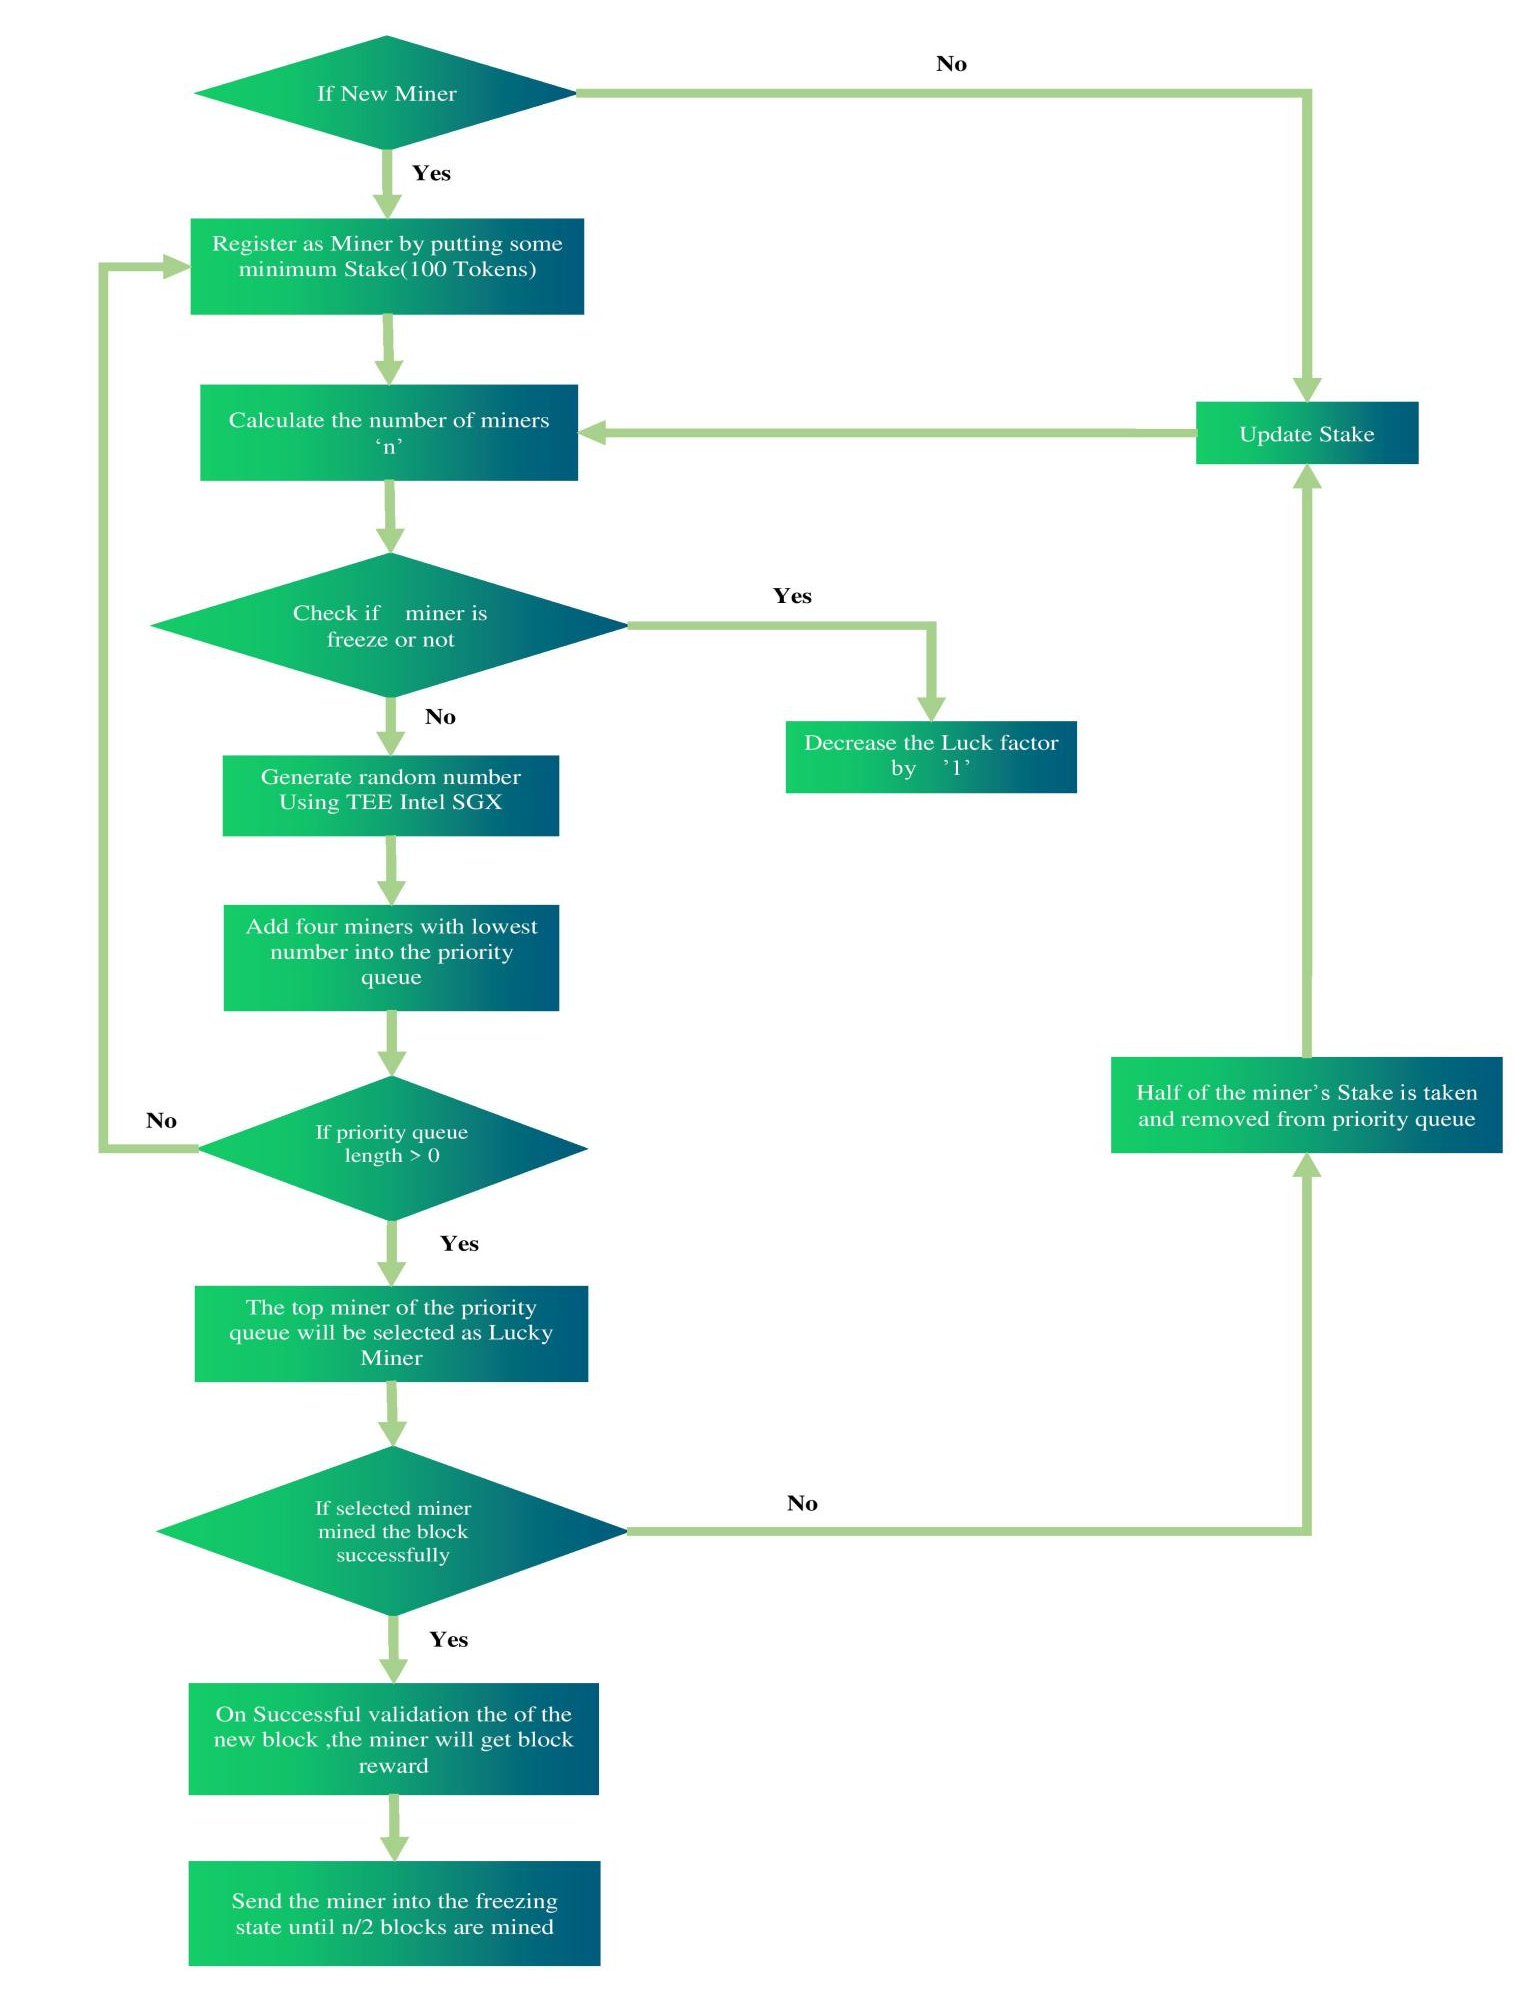 If New Miner
No
Yes
Register as Miner by putting some
minimum Stake(100 Tokens)
Calculate the number of miners
‘n’
Update Stake
Check if miner is
freeze or not
Yes
No
Decrease the Luck factor
by ’1’
Generate random number
Using TEE Intel SGX
Add four miners with lowest
number into the priority
queue
No
If priority queue
length > 0
Half of the miner’s Stake is taken
and removed from priority queue
Yes
The top miner of the priority
queue will be selected as Lucky
Miner
If selected miner
mined the block
successfully
No
Yes
On Successful validation the of the
new block ,the miner will get block
reward
Send the miner into the freezing
state until n/2 blocks are mined